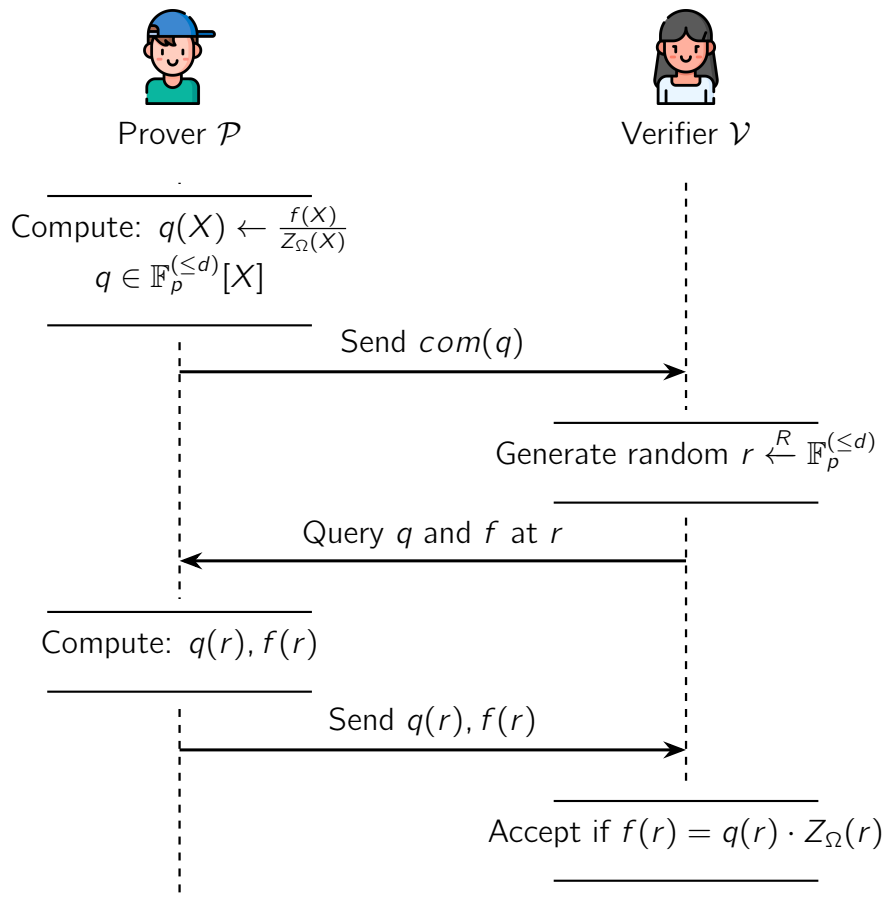 Prover 𝒫
Verifier 𝒱
Compute: q(X) ← f(X)/Z_Ω(X)
q ∈ 𝔽_p^(≤d)[X]
Send com(q)
Generate random r ←^R 𝔽_p^(≤d)
Query q and f at r
Compute: q(r), f(r)
Send q(r), f(r)
Accept if f(r) = q(r) · Z_Ω(r)